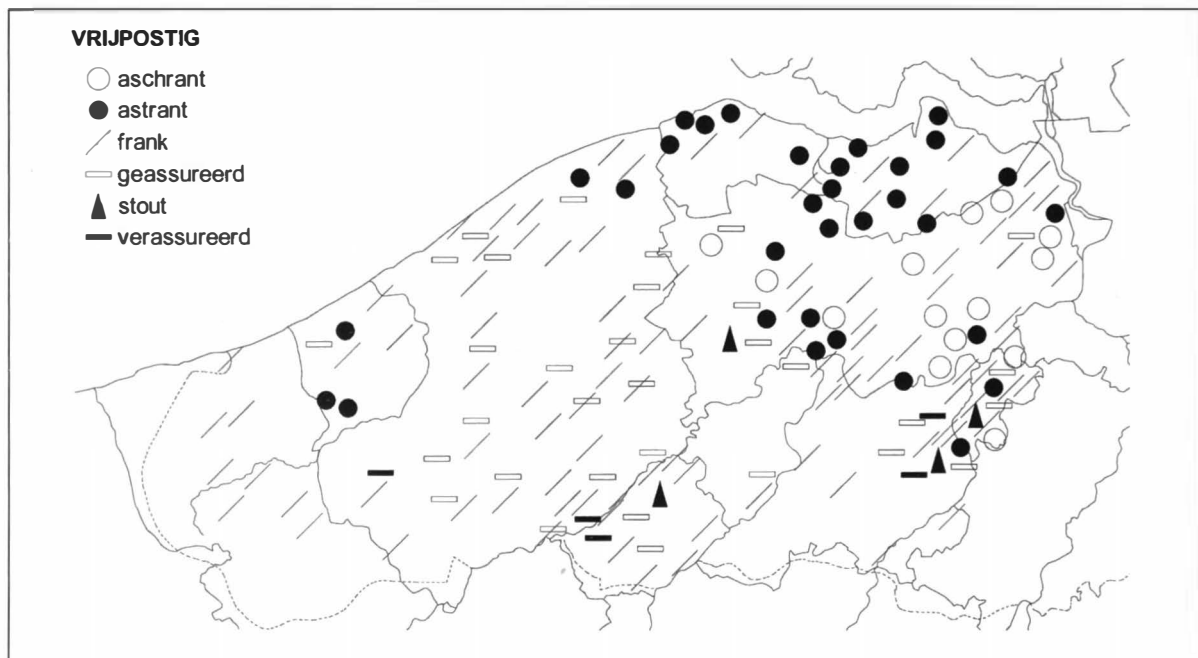 VRIJPOSTIG
aschrant
astrant
frank
geassureerd
stout
verassureerd